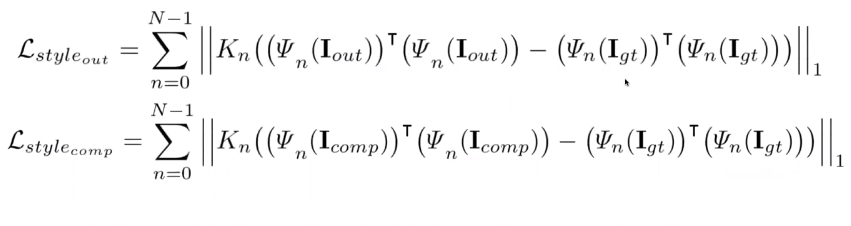 $\mathcal{L}_{style_{out}} = \sum_{n=0}^{N-1} \left|\left| K_n \left( \left( \Psi_n (\mathbf{I}_{out}) \right)^\intercal \left( \Psi_n (\mathbf{I}_{out}) \right) - \left( \Psi_n (\mathbf{I}_{gt}) \right)^\intercal \left( \Psi_n (\mathbf{I}_{gt}) \right) \right) \right|\right|_1$
$\mathcal{L}_{style_{comp}} = \sum_{n=0}^{N-1} \left|\left| K_n \left( \left( \Psi_n (\mathbf{I}_{comp}) \right)^\intercal \left( \Psi_n (\mathbf{I}_{comp}) \right) - \left( \Psi_n (\mathbf{I}_{gt}) \right)^\intercal \left( \Psi_n (\mathbf{I}_{gt}) \right) \right) \right|\right|_1$